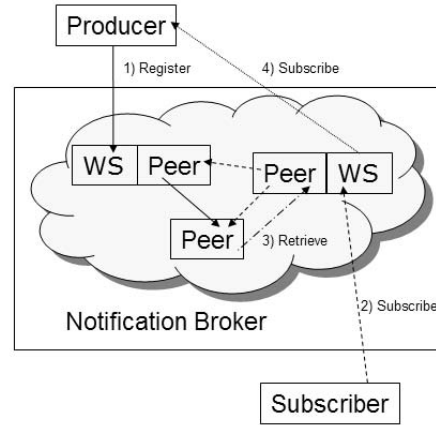 Producer
1) Register
4) Subscribe
WS
Peer
Peer
WS
Peer
3) Retrieve
2) Subscribe
Notification Broker
Subscriber